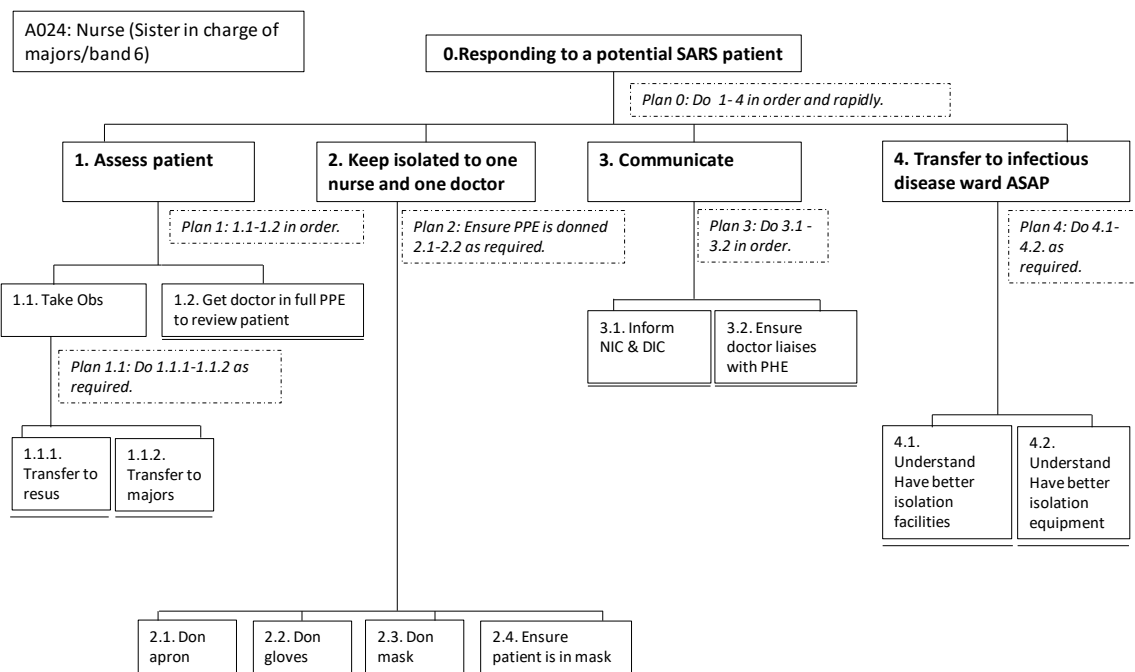 A024: Nurse (Sister in charge of
majors/band 6)
0.Responding to a potential SARS patient
Plan 0: Do 1- 4 in order and rapidly.
1. Assess patient
2. Keep isolated to one
nurse and one doctor
3. Communicate
4. Transfer to infectious
disease ward ASAP
Plan 1: 1.1-1.2 in order.
Plan 2: Ensure PPE is donned
2.1-2.2 as required.
Plan 3: Do 3.1 -
3.2 in order.
Plan 4: Do 4.1-
4.2. as
required.
1.1. Take Obs
1.2. Get doctor in full PPE
to review patient
3.1. Inform
NIC & DIC
3.2. Ensure
doctor liaises
with PHE
Plan 1.1: Do 1.1.1-1.1.2 as
required.
1.1.1.
Transfer to
resus
1.1.2.
Transfer to
majors
4.1.
Understand
Have better
isolation
facilities
4.2.
Understand
Have better
isolation
equipment
2.1. Don
apron
2.2. Don
gloves
2.3. Don
mask
2.4. Ensure
patient is in mask